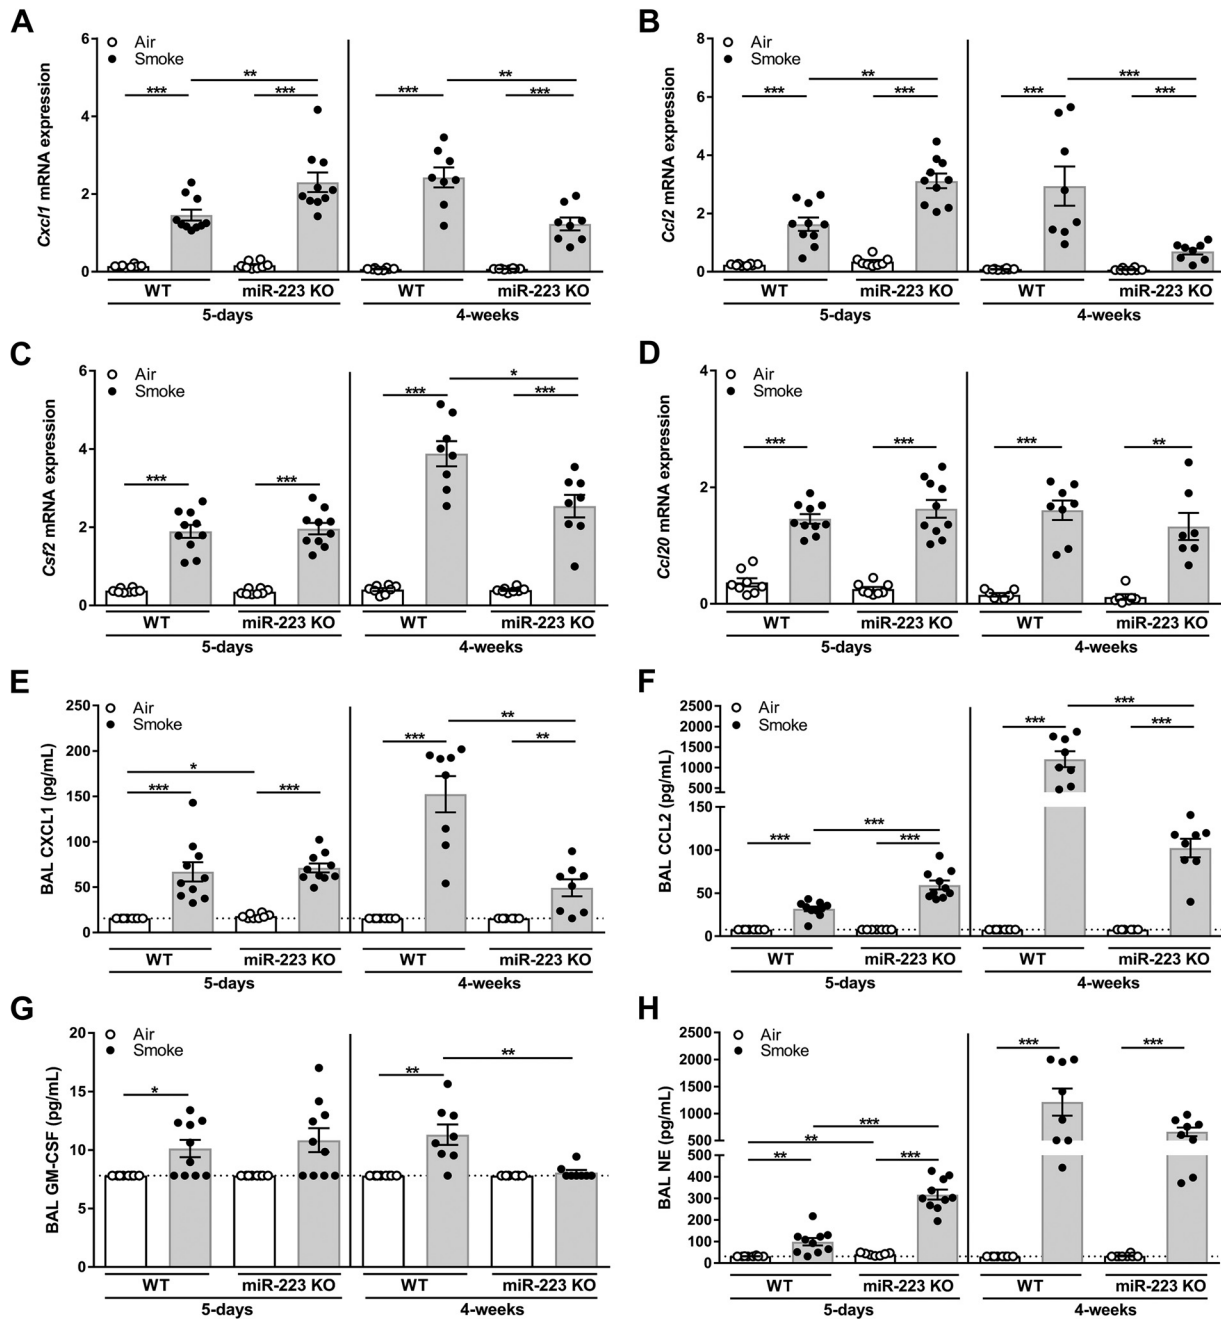 A
Cxcl1 mRNA expression
6
4
2
0
Air
Smoke
***
**
***
***
**
***
WT
miR-223 KO
WT
miR-223 KO
5-days
4-weeks
B
Ccl2 mRNA expression
8
6
4
2
0
Air
Smoke
***
**
***
***
***
***
WT
miR-223 KO
WT
miR-223 KO
5-days
4-weeks
C
Csf2 mRNA expression
6
4
2
0
Air
Smoke
***
***
***
*
***
WT
miR-223 KO
WT
miR-223 KO
5-days
4-weeks
D
Ccl20 mRNA expression
4
2
0
Air
Smoke
***
***
***
**
WT
miR-223 KO
WT
miR-223 KO
5-days
4-weeks
E
BAL CXCL1 (pg/mL)
250
200
150
100
50
0
Air
Smoke
*
***
***
***
**
**
WT
miR-223 KO
WT
miR-223 KO
5-days
4-weeks
F
BAL CCL2 (pg/mL)
2500
2000
1500
1000
500
150
100
50
0
Air
Smoke
***
***
***
***
***
***
WT
miR-223 KO
WT
miR-223 KO
5-days
4-weeks
G
BAL GM-CSF (pg/mL)
20
15
10
5
0
Air
Smoke
*
**
**
WT
miR-223 KO
WT
miR-223 KO
5-days
4-weeks
H
BAL NE (pg/mL)
2500
2000
1500
1000
500
500
400
300
200
100
0
Air
Smoke
***
**
**
***
***
***
WT
miR-223 KO
WT
miR-223 KO
5-days
4-weeks